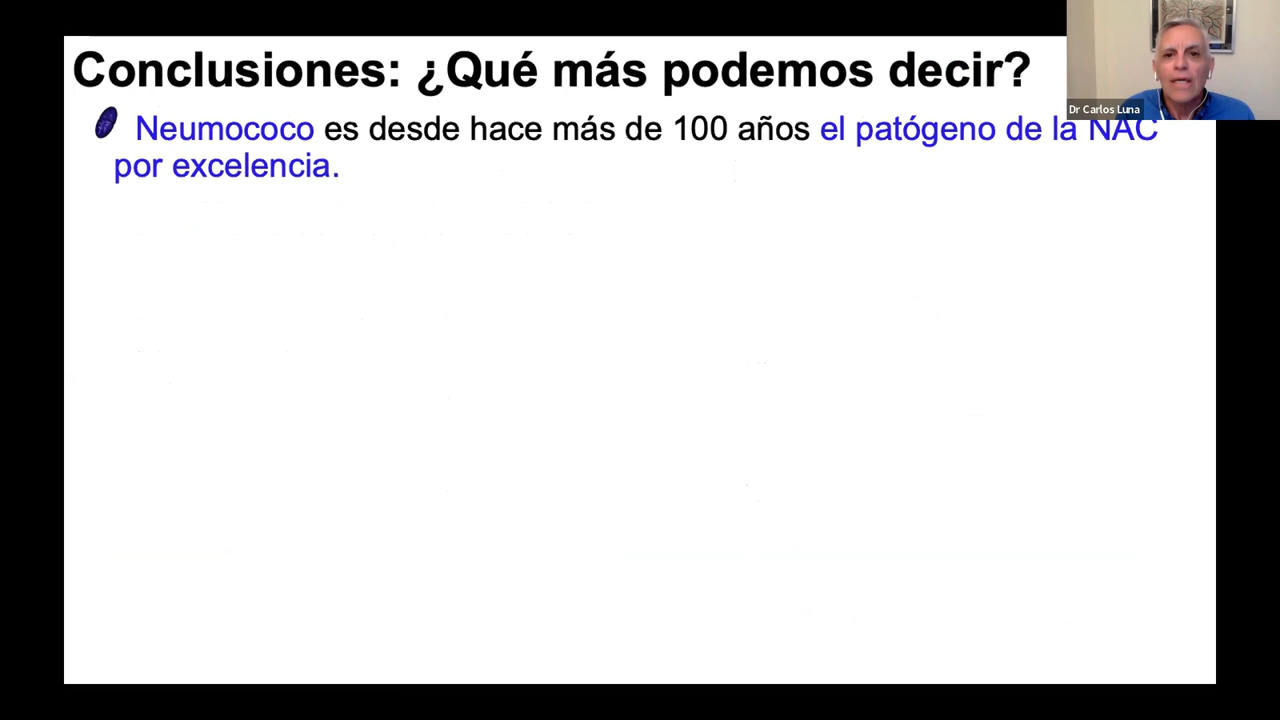 Conclusiones: ¿Qué más podemos decir?
Dr Carlos Luna
Neumococo es desde hace más de 100 años el patógeno de la NAC
por excelencia.